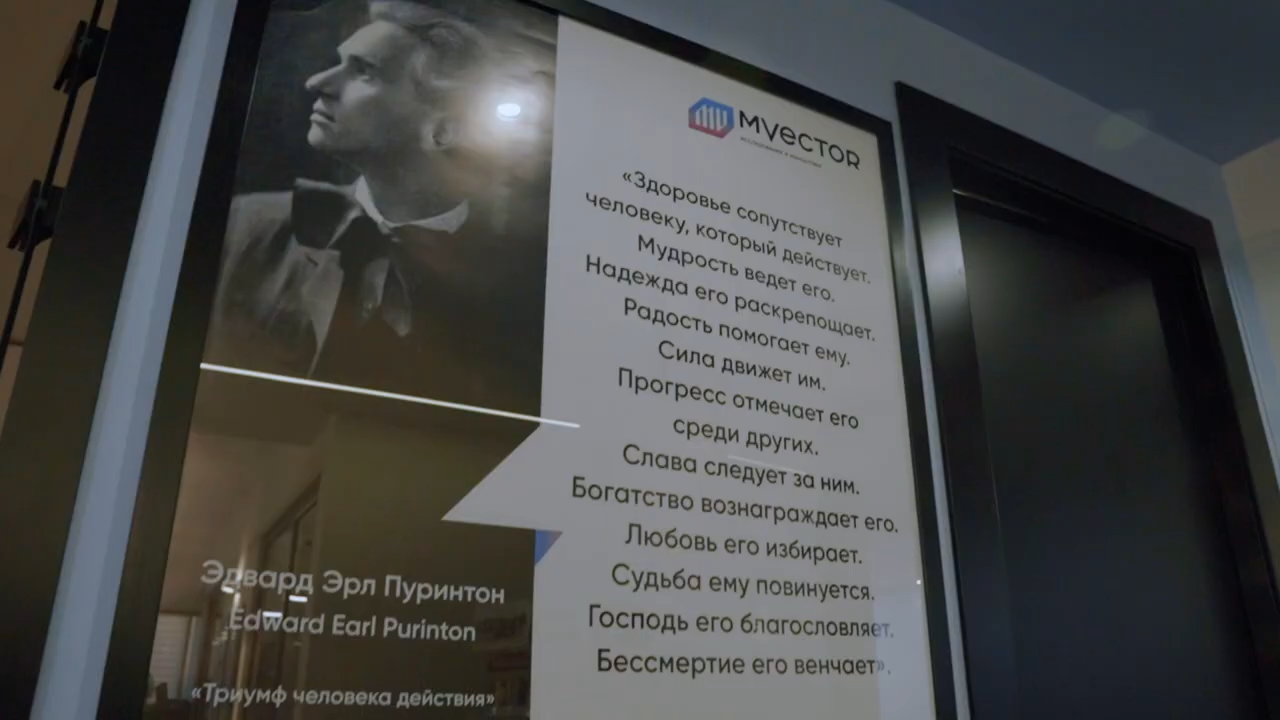 MVECTOR
«Здоровье сопутствует
человеку, который действует.
Мудрость ведет его.
Надежда его раскрепощает.
Радость помогает ему.
Сила движет им.
Прогресс отмечает его
среди других.
Слава следует за ним.
Богатство вознаграждает его.
Любовь его избирает.
Судьба ему повинуется.
Господь его благословляет.
Бессмертие его венчает».
Эдвард Эрл Пуринтон
Edward Earl Purinton
«Триумф человека действия»